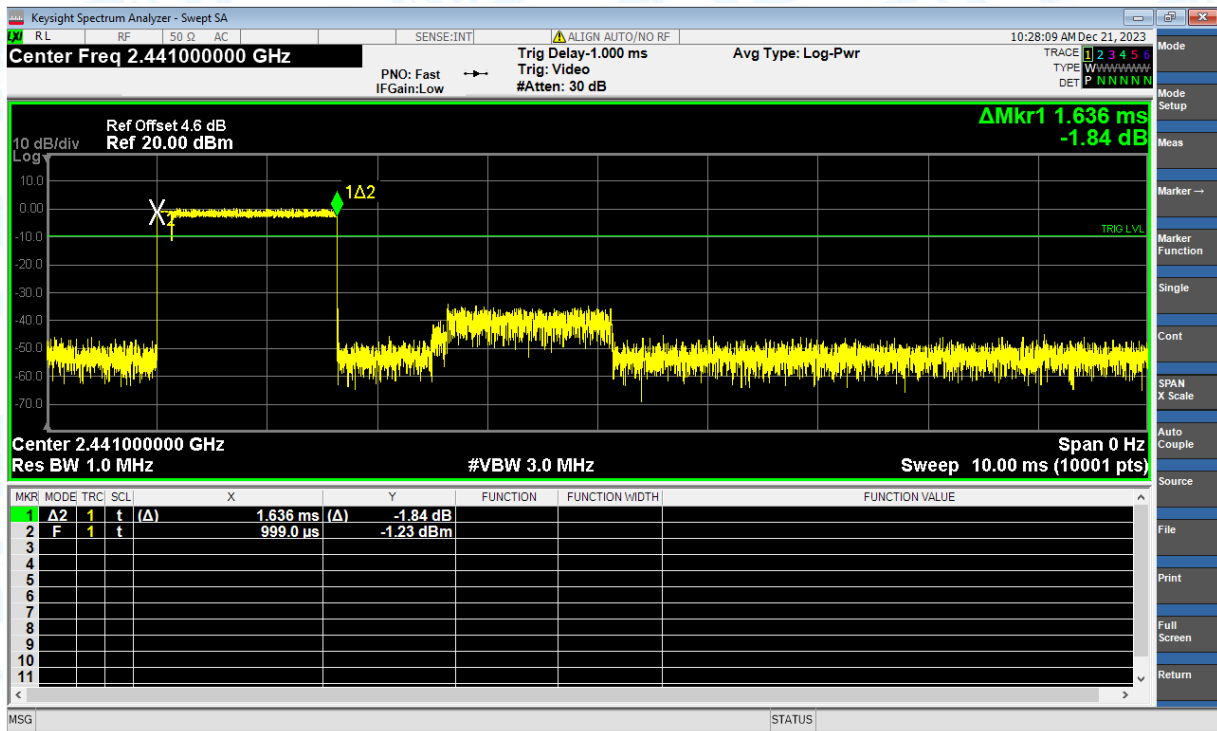 Keysight Spectrum Analyzer - Swept SA
LXI RL RF 50 Ω AC SENSE:INT ALIGN AUTO/NO RF 10:28:09 AM Dec 21, 2023
Center Freq 2.441000000 GHz
PNO: Fast
IFGain:Low
Trig Delay-1.000 ms
Trig: Video
#Atten: 30 dB
Avg Type: Log-Pwr
TRACE 1 2 3 4 5 6
TYPE WWWWWW
DET P N N N N N
ΔMkr1 1.636 ms
-1.84 dB
Ref Offset 4.6 dB
10 dB/div Ref 20.00 dBm
Log
10.0
0.00
-10.0
-20.0
-30.0
-40.0
-50.0
-60.0
-70.0
1Δ2
2
TRIG LVL
Center 2.441000000 GHz Span 0 Hz
Res BW 1.0 MHz #VBW 3.0 MHz Sweep 10.00 ms (10001 pts)
MKR MODE TRC SCL X Y FUNCTION FUNCTION WIDTH FUNCTION VALUE
1 Δ2 1 t (Δ) 1.636 ms (Δ) -1.84 dB
2 F 1 t 999.0 µs -1.23 dBm
3
4
5
6
7
8
9
10
11
MSG STATUS
Mode
Mode
Setup
Meas
Marker →
Marker
Function
Single
Cont
SPAN
X Scale
Auto
Couple
Source
File
Print
Full
Screen
Return